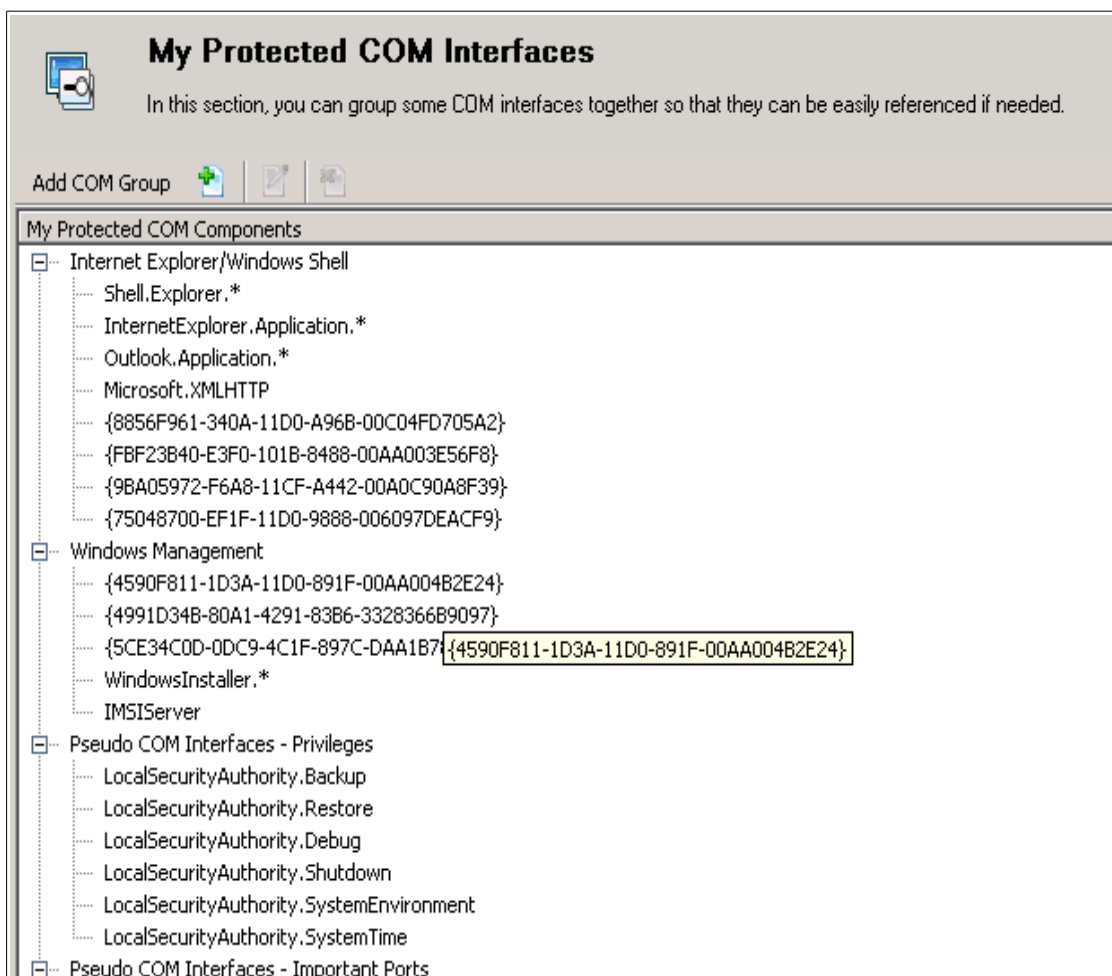 My Protected COM Interfaces
In this section, you can group some COM interfaces together so that they can be easily referenced if needed.
Add COM Group
My Protected COM Components
Internet Explorer/Windows Shell
Shell.Explorer.*
InternetExplorer.Application.*
Outlook.Application.*
Microsoft.XMLHTTP
{8856F961-340A-11D0-A96B-00C04FD705A2}
{FBF23B40-E3F0-101B-8488-00AA003E56F8}
{9BA05972-F6A8-11CF-A442-00A0C90A8F39}
{75048700-EF1F-11D0-9888-006097DEACF9}
Windows Management
{4590F811-1D3A-11D0-891F-00AA004B2E24}
{4991D34B-80A1-4291-83B6-3328366B9097}
{5CE34C0D-0DC9-4C1F-897C-DAA1B7 {4590F811-1D3A-11D0-891F-00AA004B2E24}
WindowsInstaller.*
IMSIServer
Pseudo COM Interfaces - Privileges
LocalSecurityAuthority.Backup
LocalSecurityAuthority.Restore
LocalSecurityAuthority.Debug
LocalSecurityAuthority.Shutdown
LocalSecurityAuthority.SystemEnvironment
LocalSecurityAuthority.SystemTime
Pseudo COM Interfaces - Important Ports